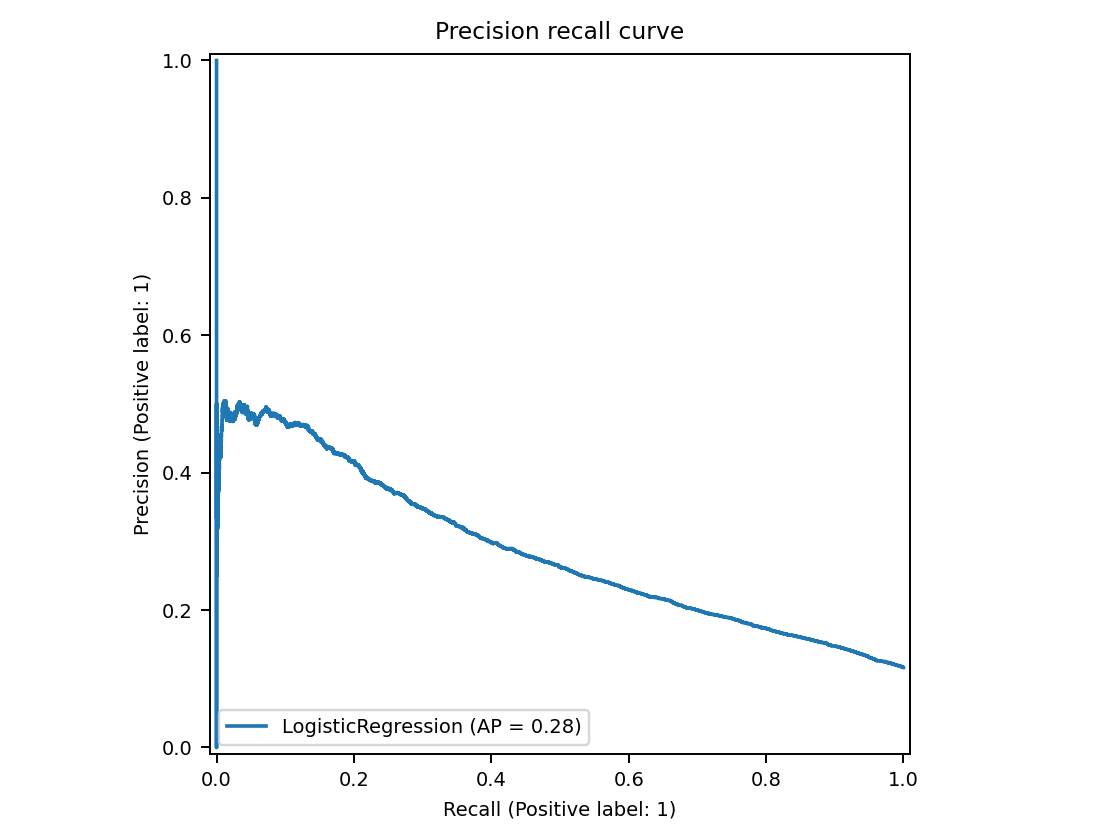 Precision recall curve
1.0
0.8
0.6
0.4
0.2
0.0
Precision (Positive label: 1)
LogisticRegression (AP = 0.28)
0.0 0.2 0.4 0.6 0.8 1.0
Recall (Positive label: 1)